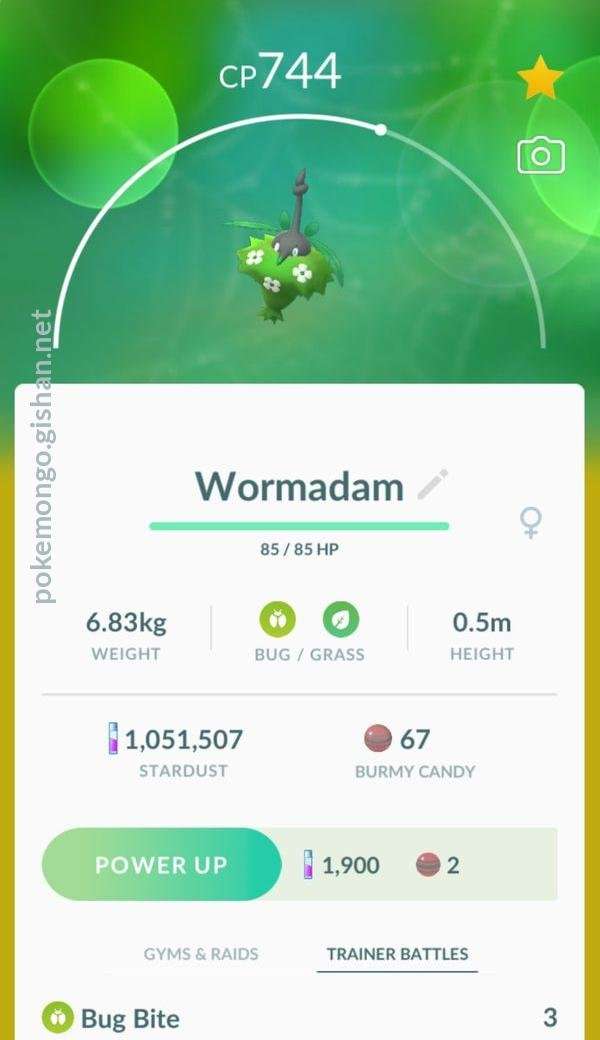 CP744
pokemongo.gishan.net
Wormadam
85 / 85 HP
6.83kg
WEIGHT
BUG / GRASS
0.5m
HEIGHT
1,051,507
STARDUST
67
BURMY CANDY
POWER UP
1,900
2
GYMS & RAIDS
TRAINER BATTLES
Bug Bite
3